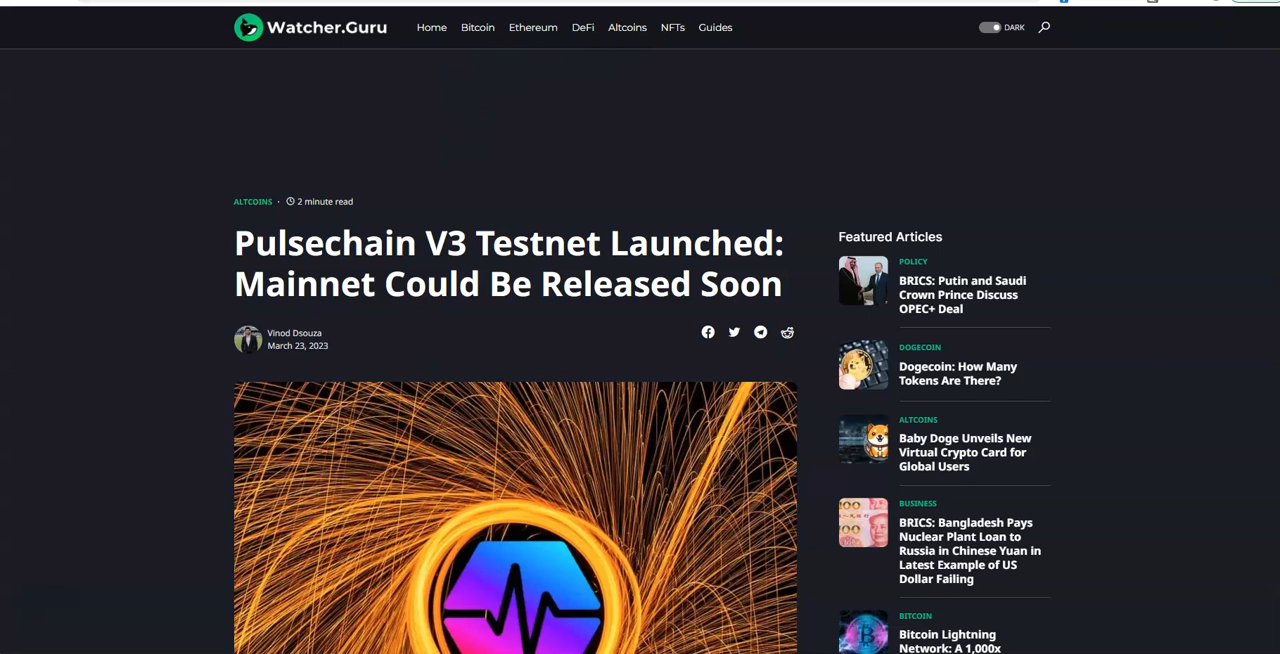 Watcher.Guru
Home Bitcoin Ethereum DeFi Altcoins NFTs Guides
DARK
ALTCOINS · 2 minute read
Pulsechain V3 Testnet Launched:
Mainnet Could Be Released Soon
Vinod Dsouza
March 23, 2023
Featured Articles
POLICY
BRICS: Putin and Saudi
Crown Prince Discuss
OPEC+ Deal
DOGECOIN
Dogecoin: How Many
Tokens Are There?
ALTCOINS
Baby Doge Unveils New
Virtual Crypto Card for
Global Users
BUSINESS
BRICS: Bangladesh Pays
Nuclear Plant Loan to
Russia in Chinese Yuan in
Latest Example of US
Dollar Failing
BITCOIN
Bitcoin Lightning
Network: A 1,000x